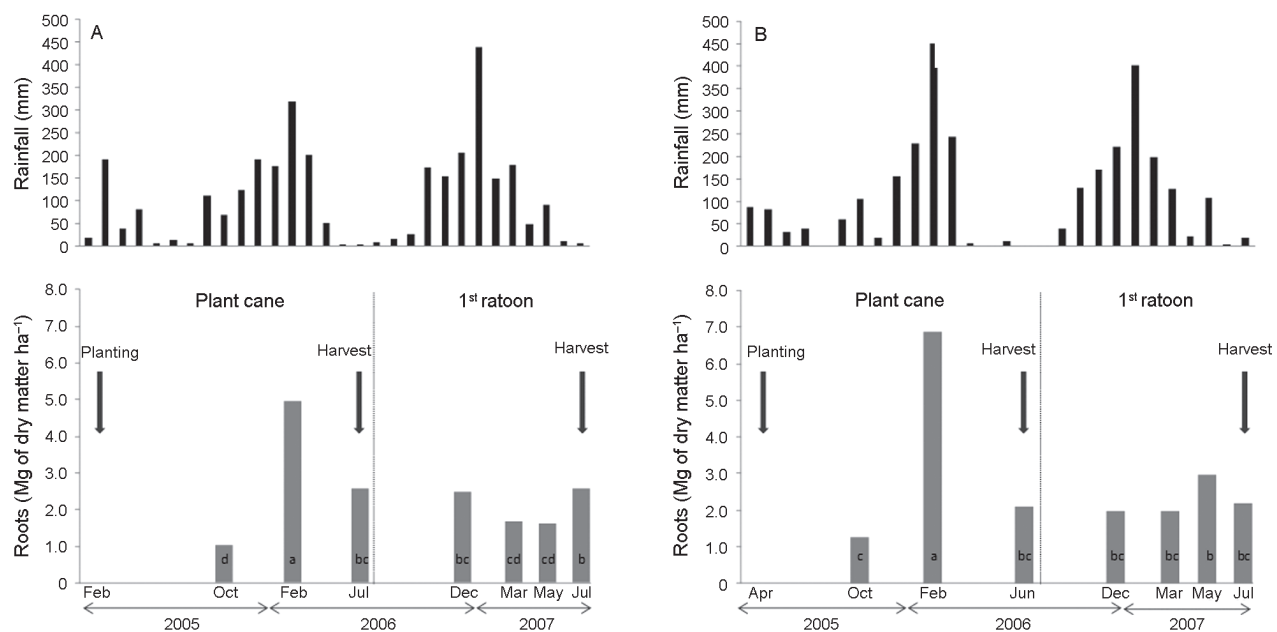 A
Rainfall (mm)
500
450
400
350
300
250
200
150
100
50
0
Roots (Mg of dry matter ha⁻¹)
8.0
7.0
6.0
5.0
4.0
3.0
2.0
1.0
0
Plant cane
1st ratoon
Planting
Harvest
Harvest
d
a
bc
bc
cd
cd
b
Feb Oct Feb Jul Dec Mar May Jul
2005 2006 2007
B
Rainfall (mm)
500
450
400
350
300
250
200
150
100
50
0
Roots (Mg of dry matter ha⁻¹)
8.0
7.0
6.0
5.0
4.0
3.0
2.0
1.0
0
Plant cane
1st ratoon
Planting
Harvest
Harvest
c
a
bc
bc
bc
b
bc
Apr Oct Feb Jun Dec Mar May Jul
2005 2006 2007